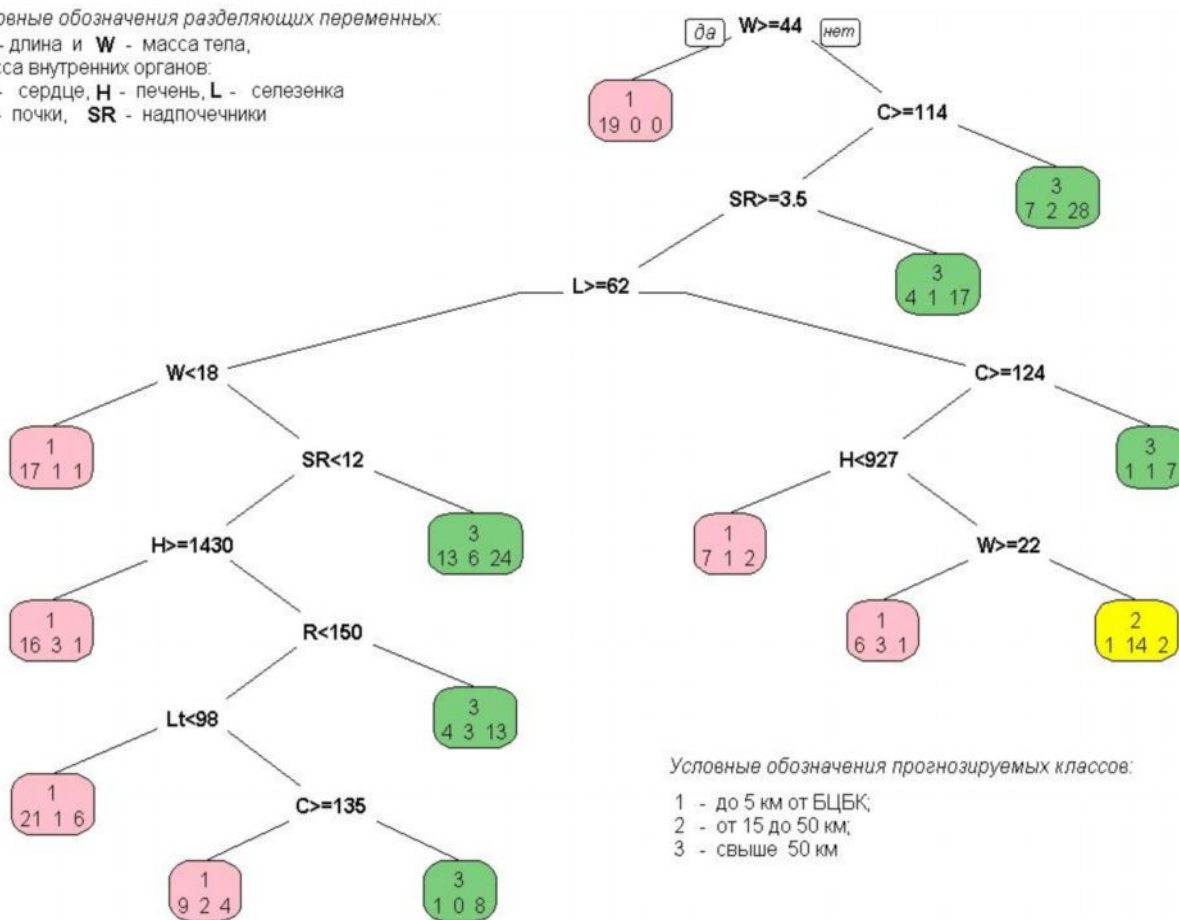 овные обозначения разделяющих переменных:
- длина и W - масса тела,
сса внутренних органов:
- сердце, H - печень, L - селезенка
- почки, SR - надпочечники
да W>=44 нет
1
19 0 0
C>=114
3
7 2 28
SR>=3.5
3
4 1 17
L>=62
W<18
C>=124
1
17 1 1
SR<12
H<927
3
1 1 7
H>=1430
3
13 6 24
1
7 1 2
W>=22
1
16 3 1
R<150
1
6 3 1
2
1 14 2
Lt<98
3
4 3 13
1
21 1 6
C>=135
1
9 2 4
3
1 0 8
Условные обозначения прогнозируемых классов:
1 - до 5 км от БЦБК;
2 - от 15 до 50 км;
3 - свыше 50 км